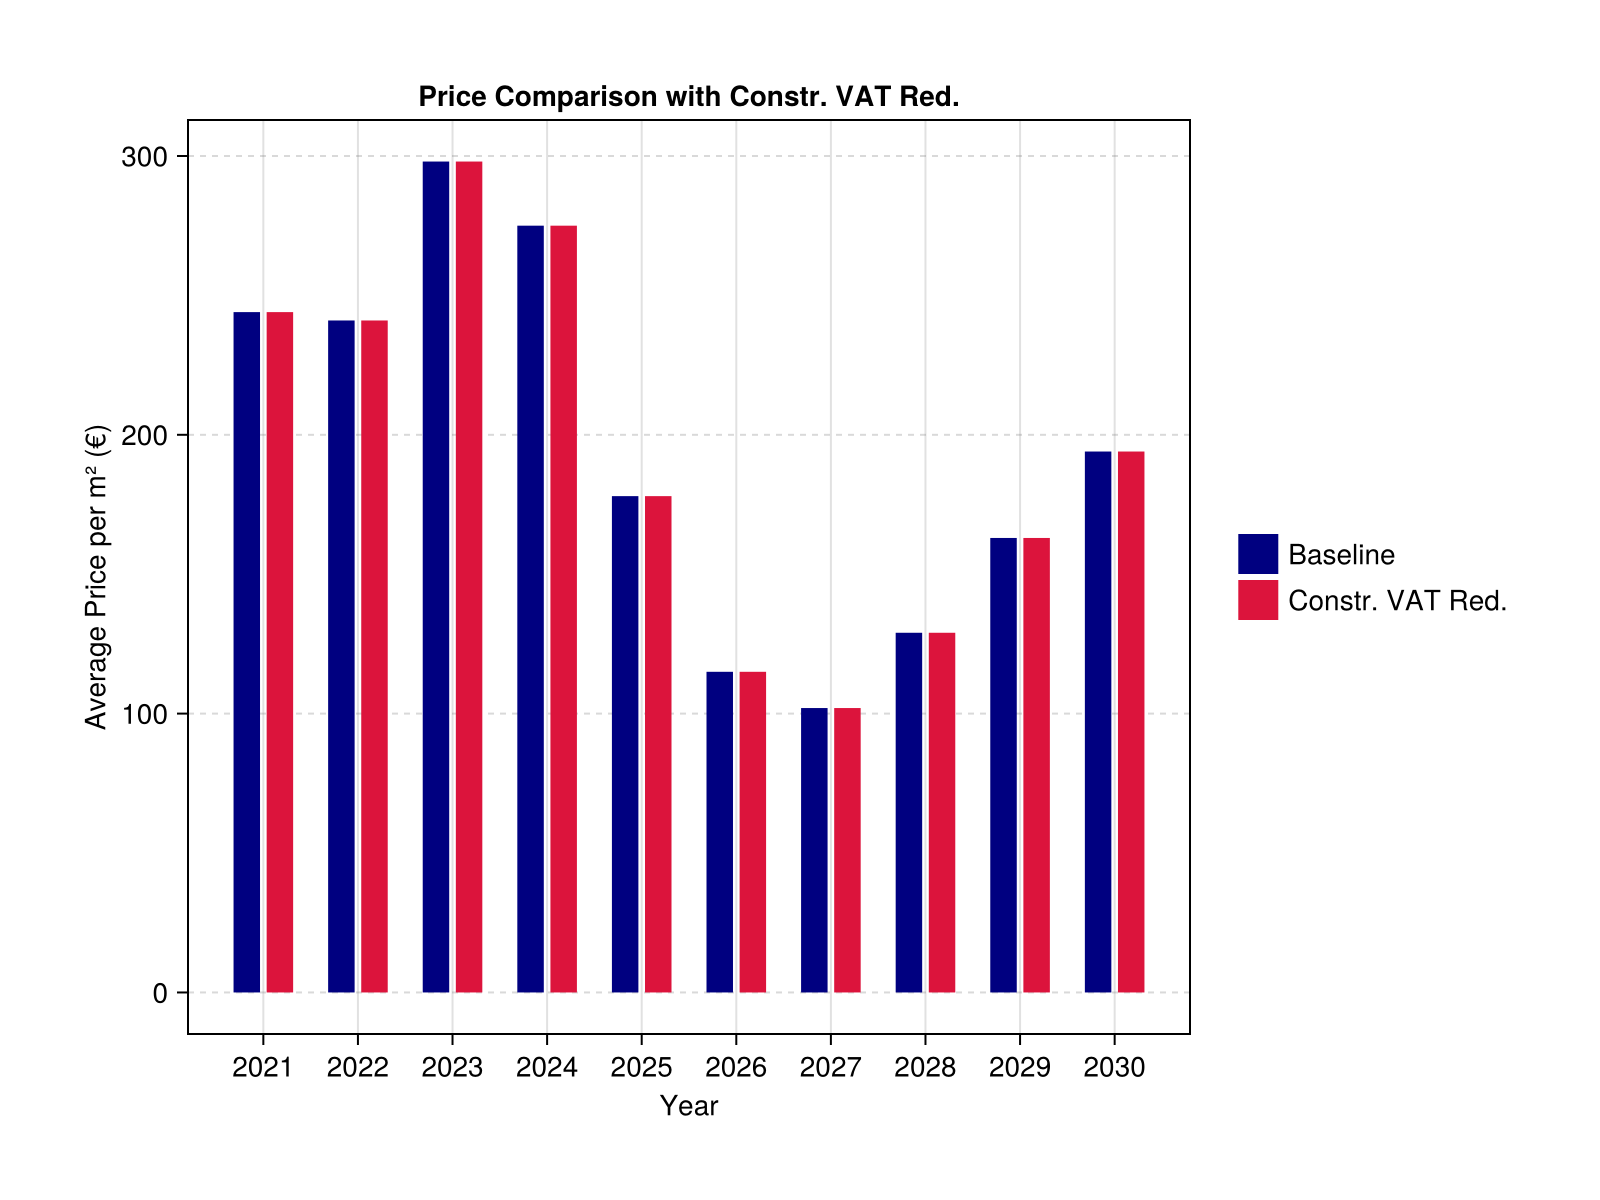 Price Comparison with Constr. VAT Red.
300
200
100
0
Average Price per m² (€)
2021 2022 2023 2024 2025 2026 2027 2028 2029 2030
Year
Baseline
Constr. VAT Red.